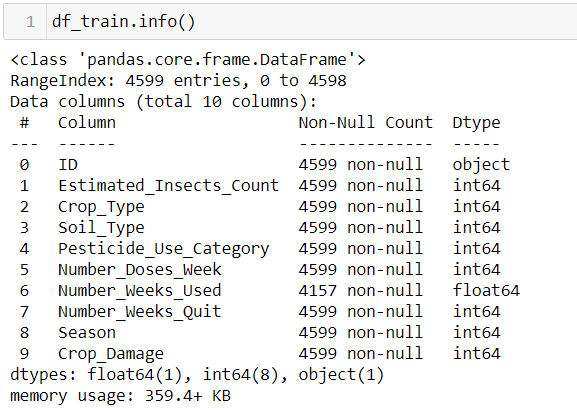 1 df_train.info()
<class 'pandas.core.frame.DataFrame'>
RangeIndex: 4599 entries, 0 to 4598
Data columns (total 10 columns):
 #   Column                   Non-Null Count  Dtype
---  ------                   --------------  -----
 0   ID                       4599 non-null   object
 1   Estimated_Insects_Count  4599 non-null   int64
 2   Crop_Type                4599 non-null   int64
 3   Soil_Type                4599 non-null   int64
 4   Pesticide_Use_Category   4599 non-null   int64
 5   Number_Doses_Week        4599 non-null   int64
 6   Number_Weeks_Used        4157 non-null   float64
 7   Number_Weeks_Quit        4599 non-null   int64
 8   Season                   4599 non-null   int64
 9   Crop_Damage              4599 non-null   int64
dtypes: float64(1), int64(8), object(1)
memory usage: 359.4+ KB